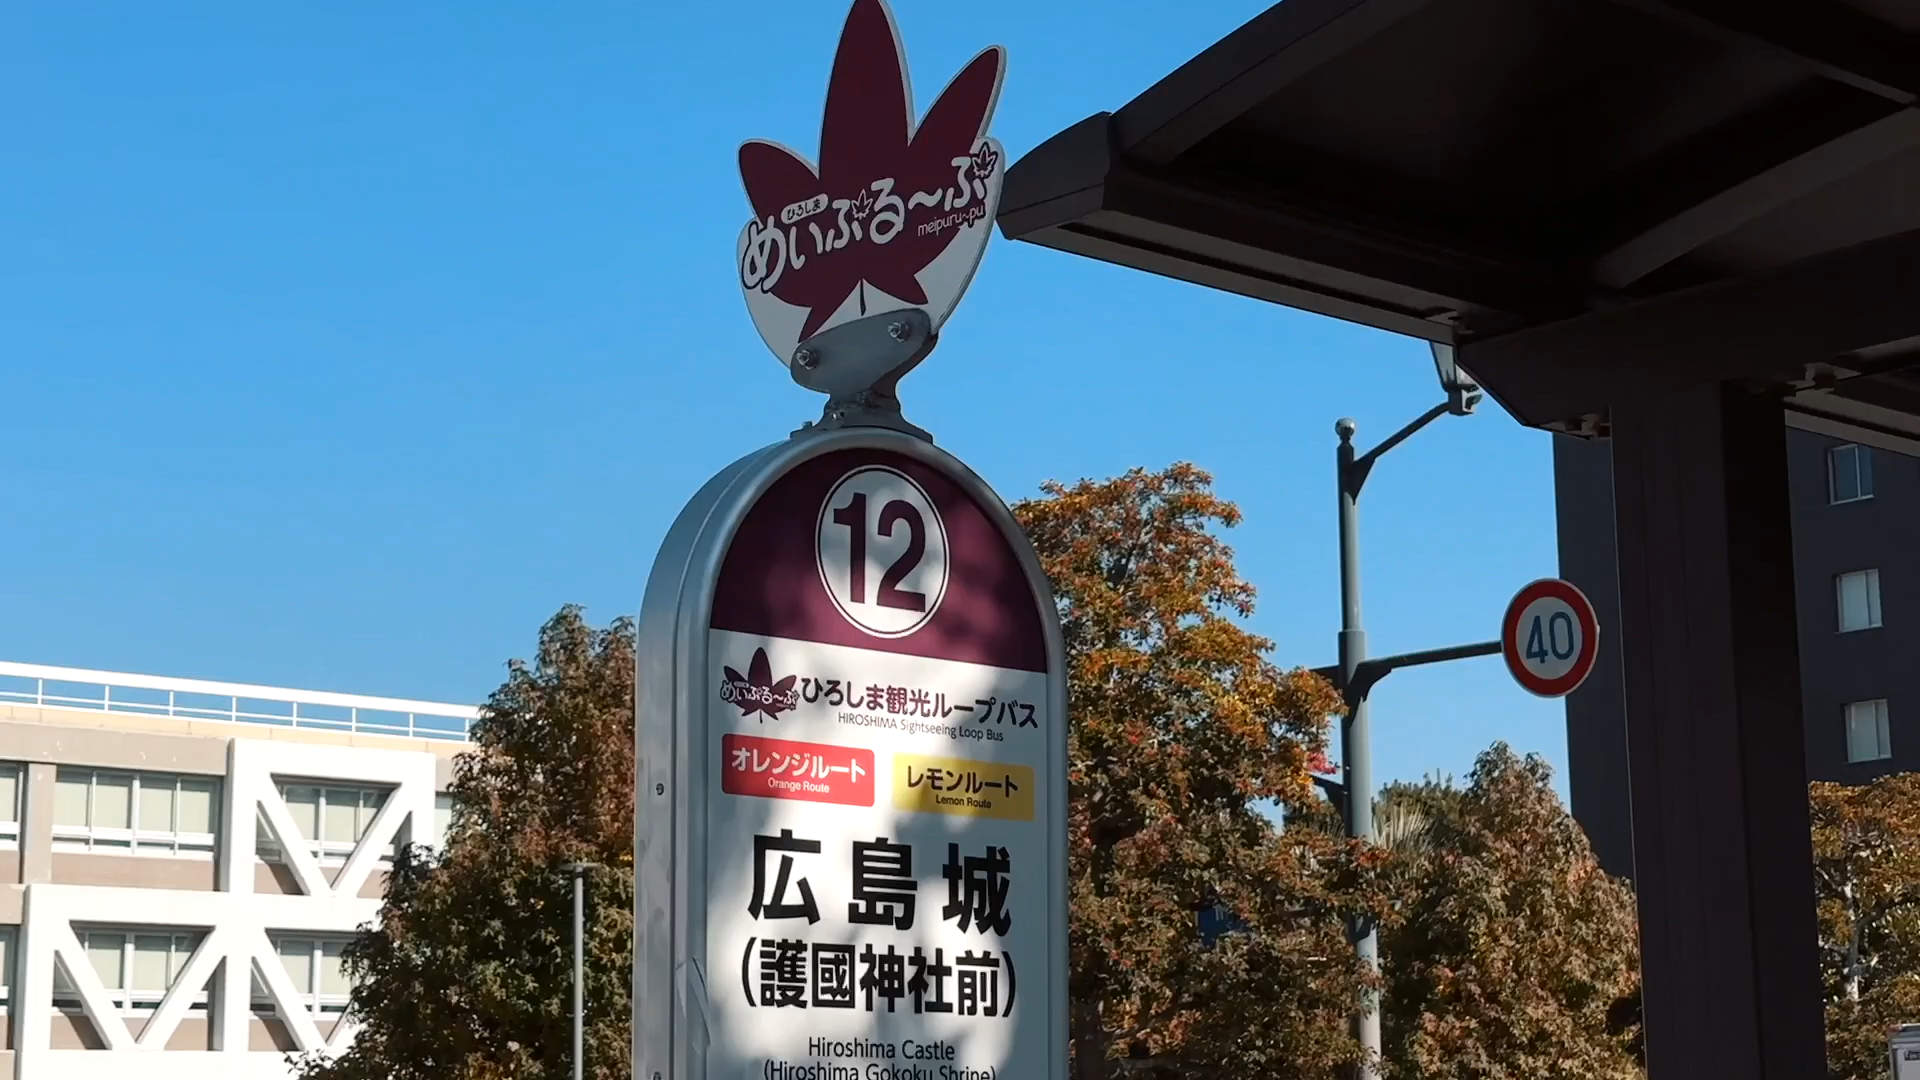 ひろしま
めいぷる～ぷ
meipuru~pu
12
めいぷる～ぷ ひろしま観光ループバス
HIROSHIMA Sightseeing Loop Bus
オレンジルート
Orange Route
レモンルート
Lemon Route
広島城
(護國神社前)
Hiroshima Castle
(Hiroshima Gokoku Shrine)
40